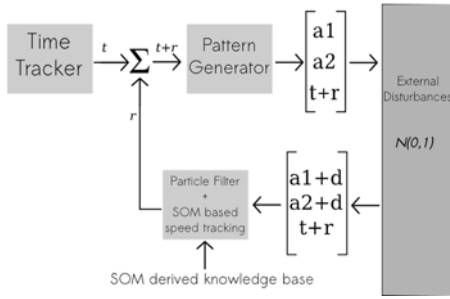 Time
Tracker
t
Σ
t+r
Pattern
Generator
a1
a2
t+r
External
Disturbances
N(0,1)
r
Particle Filter
+
SOM based
speed tracking
a1+d
a2+d
t+r
SOM derived knowledge base